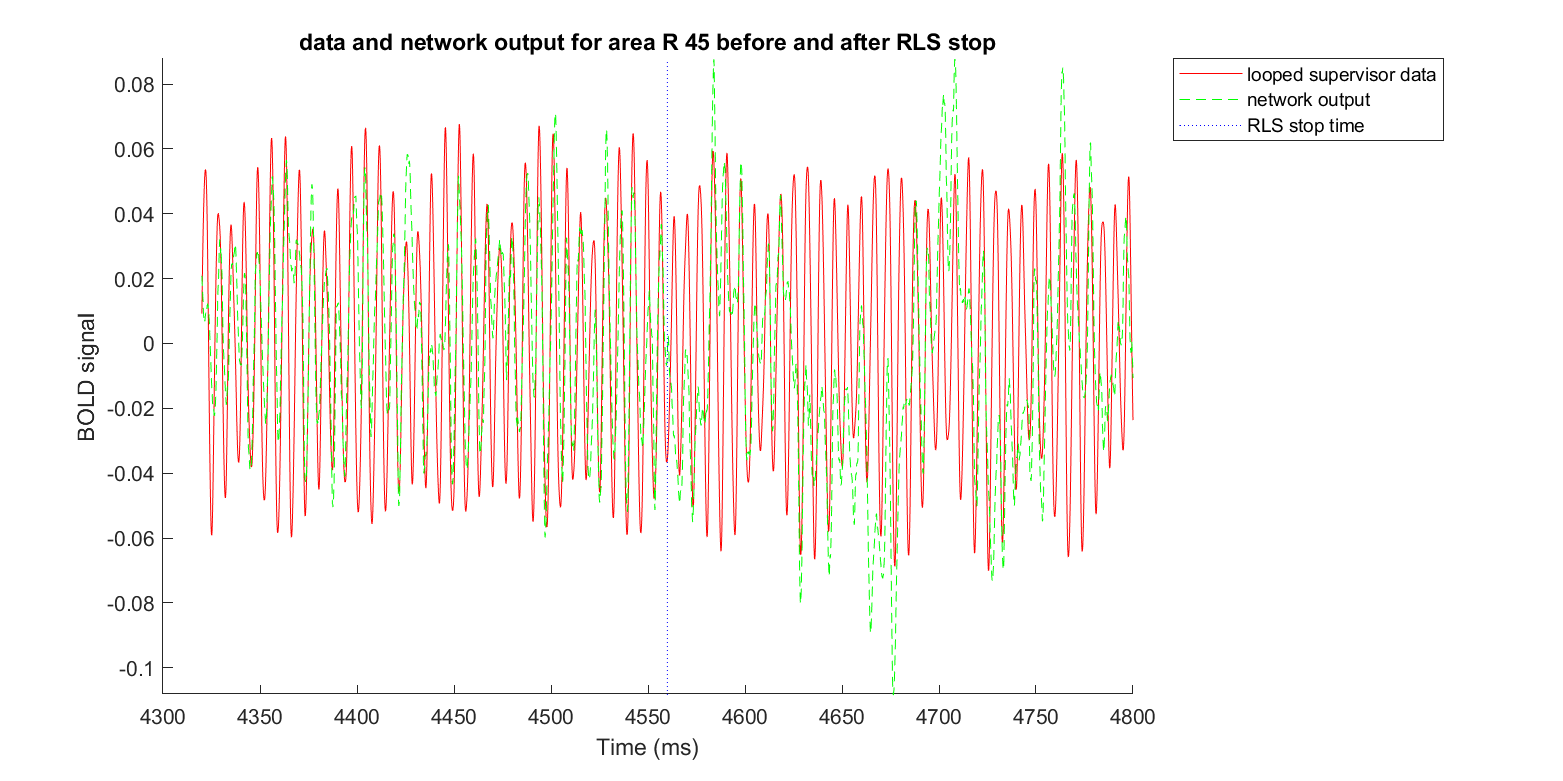 data and network output for area R 45 before and after RLS stop
looped supervisor data
network output
RLS stop time
0.08
0.06
0.04
0.02
0
-0.02
-0.04
-0.06
-0.08
-0.1
BOLD signal
4300 4350 4400 4450 4500 4550 4600 4650 4700 4750 4800
Time (ms)